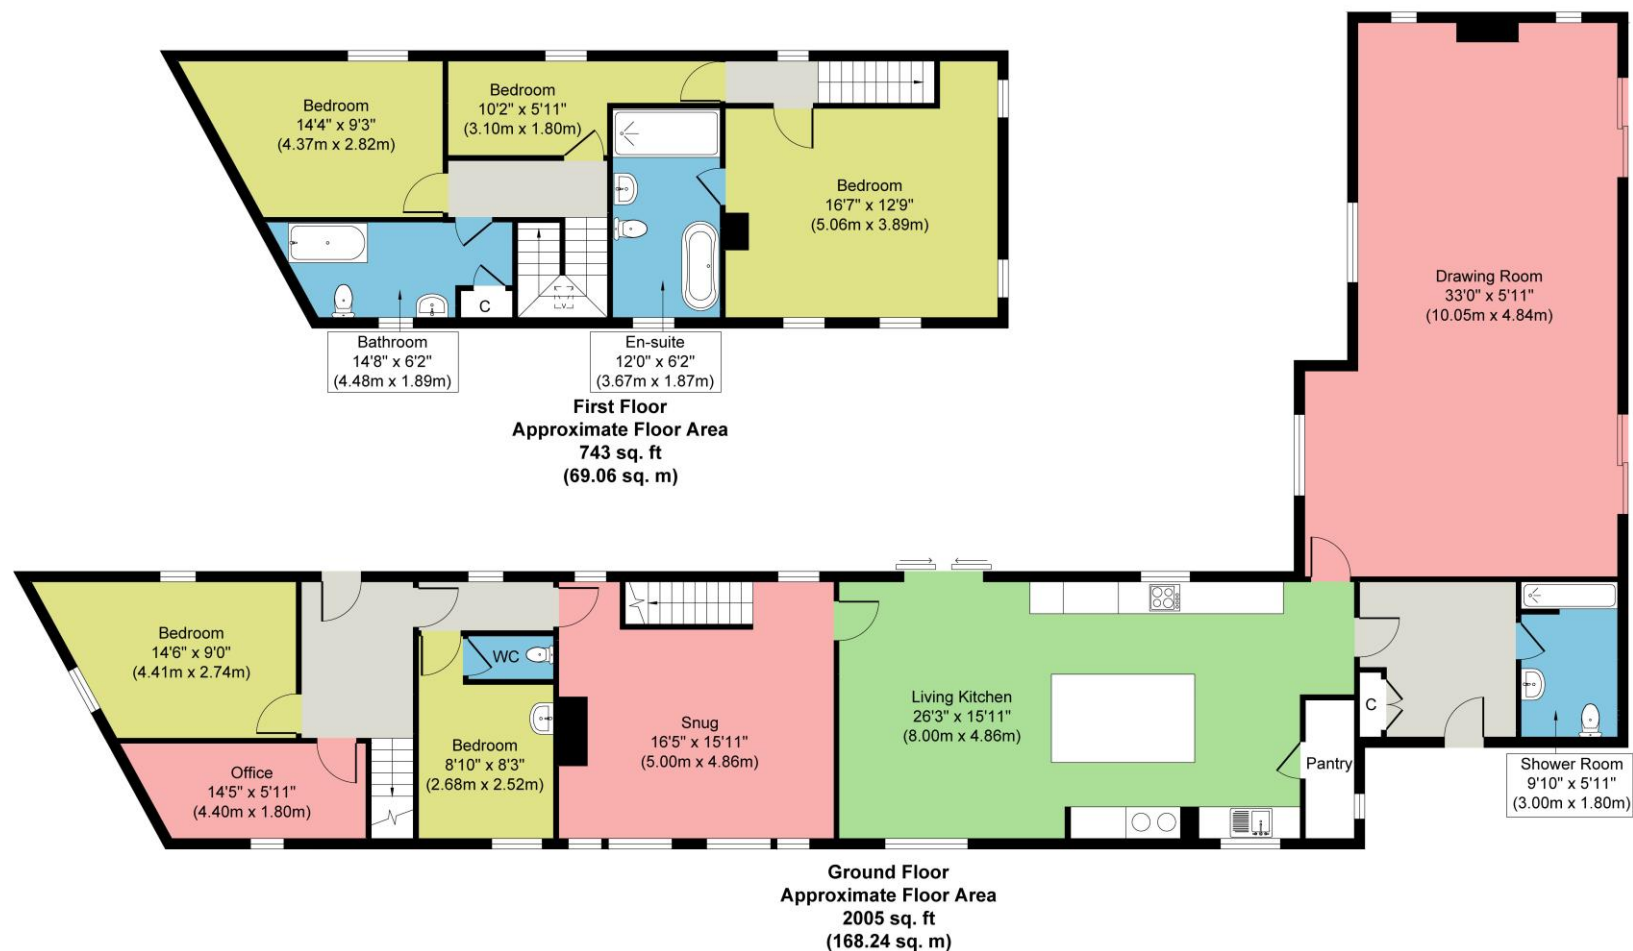 Bedroom
14'4" x 9'3"
(4.37m x 2.82m)
Bedroom
10'2" x 5'11"
(3.10m x 1.80m)
Bedroom
16'7" x 12'9"
(5.06m x 3.89m)
C
Bathroom
14'8" x 6'2"
(4.48m x 1.89m)
En-suite
12'0" x 6'2"
(3.67m x 1.87m)
First Floor
Approximate Floor Area
743 sq. ft
(69.06 sq. m)
Drawing Room
33'0" x 5'11"
(10.05m x 4.84m)
Bedroom
14'6" x 9'0"
(4.41m x 2.74m)
Office
14'5" x 5'11"
(4.40m x 1.80m)
WC
Bedroom
8'10" x 8'3"
(2.68m x 2.52m)
Snug
16'5" x 15'11"
(5.00m x 4.86m)
Living Kitchen
26'3" x 15'11"
(8.00m x 4.86m)
Pantry
C
Shower Room
9'10" x 5'11"
(3.00m x 1.80m)
Ground Floor
Approximate Floor Area
2005 sq. ft
(168.24 sq. m)